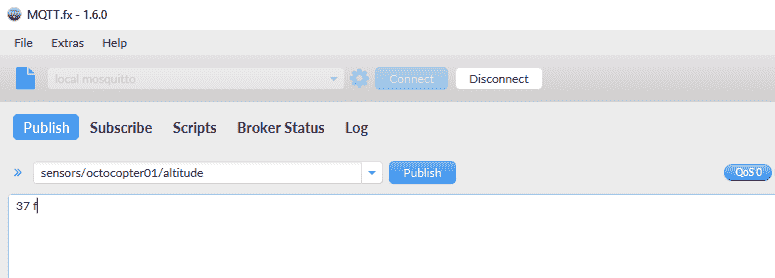 MQTT.fx - 1.6.0
File Extras Help
local mosquitto Connect Disconnect
Publish Subscribe Scripts Broker Status Log
» sensors/octocopter01/altitude Publish QoS 0
37 f